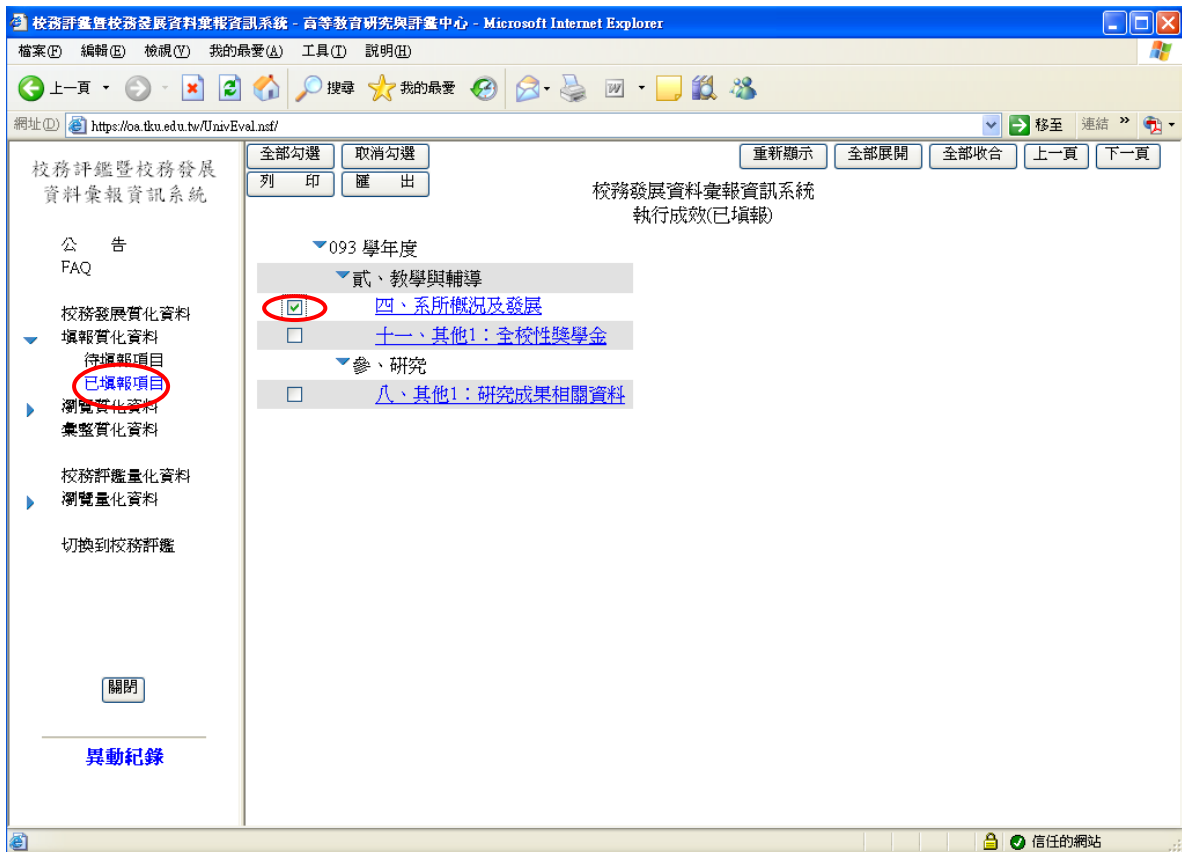 校務評鑑暨校務發展資料彙報資訊系統 - 高等教育研究與評鑑中心 - Microsoft Internet Explorer
檔案(F) 編輯(E) 檢視(V) 我的最愛(A) 工具(T) 說明(H)
上一頁 搜尋 我的最愛
網址(D) https://oa.tku.edu.tw/UnivEval.nsf/ 移至 連結 »
校務評鑑暨校務發展
資料彙報資訊系統
公 告
FAQ
校務發展質化資料
填報質化資料
待填報項目
已填報項目
瀏覽質化資料
彙整質化資料
校務評鑑量化資料
瀏覽量化資料
切換到校務評鑑
關閉
異動紀錄
全部勾選 取消勾選 重新顯示 全部展開 全部收合 上一頁 下一頁
列 印 匯 出
校務發展資料彙報資訊系統
執行成效(已填報)
093 學年度
貳、教學與輔導
四、系所概況及發展
十一、其他1：全校性獎學金
參、研究
八、其他1：研究成果相關資料
信任的網站